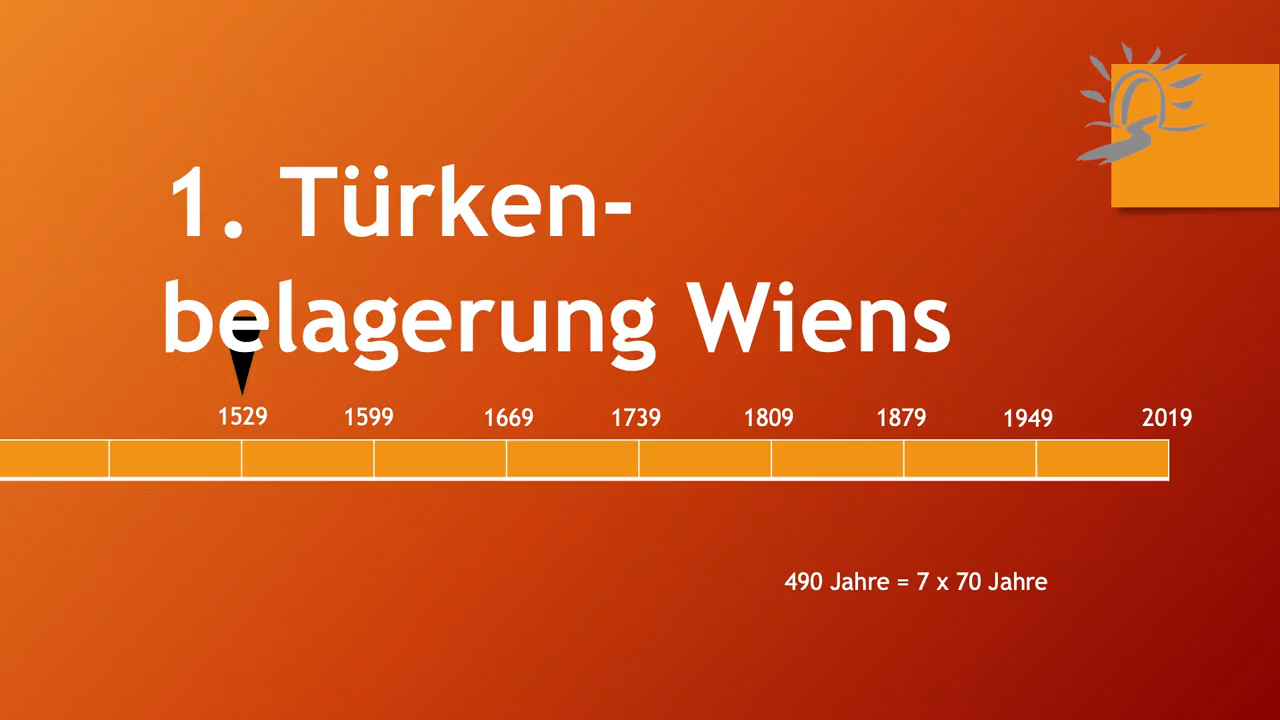 1. Türken-
belagerung Wiens
1529 1599 1669 1739 1809 1879 1949 2019
490 Jahre = 7 x 70 Jahre